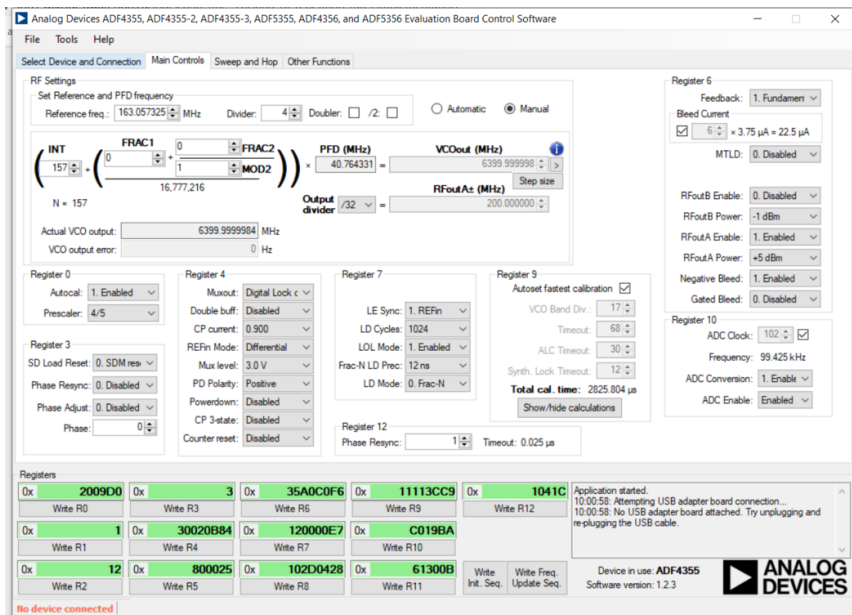 Analog Devices ADF4355, ADF4355-2, ADF4355-3, ADF5355, ADF4356, and ADF5356 Evaluation Board Control Software
File Tools Help
Select Device and Connection Main Controls Sweep and Hop Other Functions
RF Settings
Set Reference and PFD frequency
Reference freq.: 163.057325 MHz Divider: 4 Doubler: /2: Automatic Manual
INT
157
+
FRAC1
0
+
0 FRAC2
1 MOD2
16,777,216
N = 157
×
PFD (MHz)
40.764331 =
VCOout (MHz)
6399.999998 >
Step size
Output divider /32 =
RFoutA± (MHz)
200.000000
Actual VCO output: 6399.9999984 MHz
VCO output error: 0 Hz
Register 0
Autocal: 1. Enabled
Prescaler: 4/5
Register 3
SD Load Reset: 0. SDM res
Phase Resync: 0. Disabled
Phase Adjust: 0. Disabled
Phase: 0
Register 4
Muxout: Digital Lock
Double buff: Disabled
CP current: 0.900
REFin Mode: Differential
Mux level: 3.0 V
PD Polarity: Positive
Powerdown: Disabled
CP 3-state: Disabled
Counter reset: Disabled
Register 7
LE Sync: 1. REFin
LD Cycles: 1024
LOL Mode: 1. Enabled
Frac-N LD Prec: 12 ns
LD Mode: 0. Frac-N
Register 12
Phase Resync: 1 Timeout: 0.025 µs
Register 9
Autoset fastest calibration
VCO Band Div.: 17
Timeout: 68
ALC Timeout: 30
Synth. Lock Timeout: 12
Total cal. time: 2825.804 µs
Show/hide calculations
Register 6
Feedback: 1. Fundamen
Bleed Current
6 × 3.75 µA = 22.5 µA
MTLD: 0. Disabled
RFoutB Enable: 0. Disabled
RFoutB Power: -1 dBm
RFoutA Enable: 1. Enabled
RFoutA Power: +5 dBm
Negative Bleed: 1. Enabled
Gated Bleed: 0. Disabled
Register 10
ADC Clock: 102
Frequency: 99.425 kHz
ADC Conversion: 1. Enable
ADC Enable: Enabled
Registers
0x 2009D0 0x 3 0x 35A0C0F6 0x 11113CC9 0x 1041C
Write R0 Write R3 Write R6 Write R9 Write R12
0x 1 0x 30020B84 0x 120000E7 0x C019BA
Write R1 Write R4 Write R7 Write R10
0x 12 0x 800025 0x 102D0428 0x 61300B
Write R2 Write R5 Write R8 Write R11
Write Init. Seq. Write Freq. Update Seq.
Application started.
10:00:58: Attempting USB adapter board connection...
10:00:58: No USB adapter board attached. Try unplugging and
re-plugging the USB cable.
Device in use: ADF4355
Software version: 1.2.3
ANALOG
DEVICES
No device connected